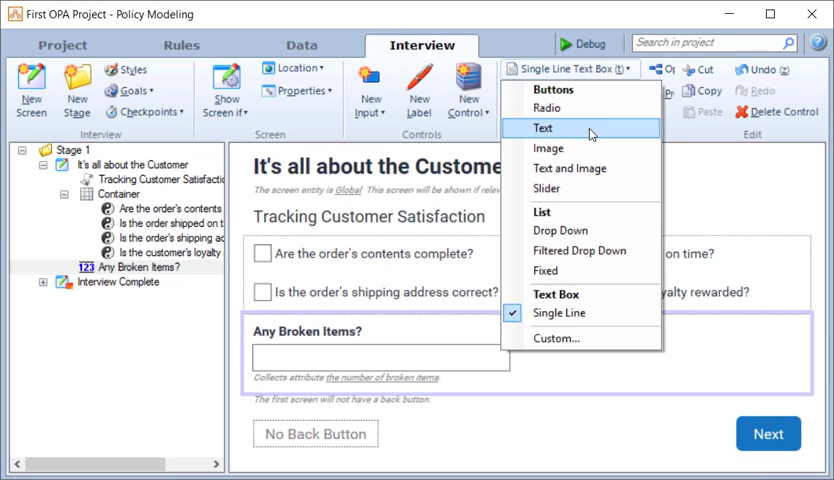 First OPA Project - Policy Modeling
Project
Rules
Data
Interview
Debug
Search in project
New Screen
New Stage
Styles
Goals
Checkpoints
Interview
Show Screen if
Location
Properties
Screen
New Input
New Label
New Control
Controls
Single Line Text Box (t)
Cut
Copy
Paste
Undo (z)
Redo
Delete Control
Edit
Buttons
Radio
Text
Image
Text and Image
Slider
List
Drop Down
Filtered Drop Down
Fixed
Text Box
Single Line
Custom...
Stage 1
It's all about the Customer
Tracking Customer Satisfactic
Container
Are the order's contents
Is the order shipped on t
Is the order's shipping ac
Is the customer's loyalty
123 Any Broken Items?
Interview Complete
It's all about the Custome
The screen entity is Global This screen will be shown if relev
Tracking Customer Satisfaction
Are the order's contents complete?
on time?
Is the order's shipping address correct?
yalty rewarded?
Any Broken Items?
Collects attribute the number of broken items.
The first screen will not have a back button.
No Back Button
Next